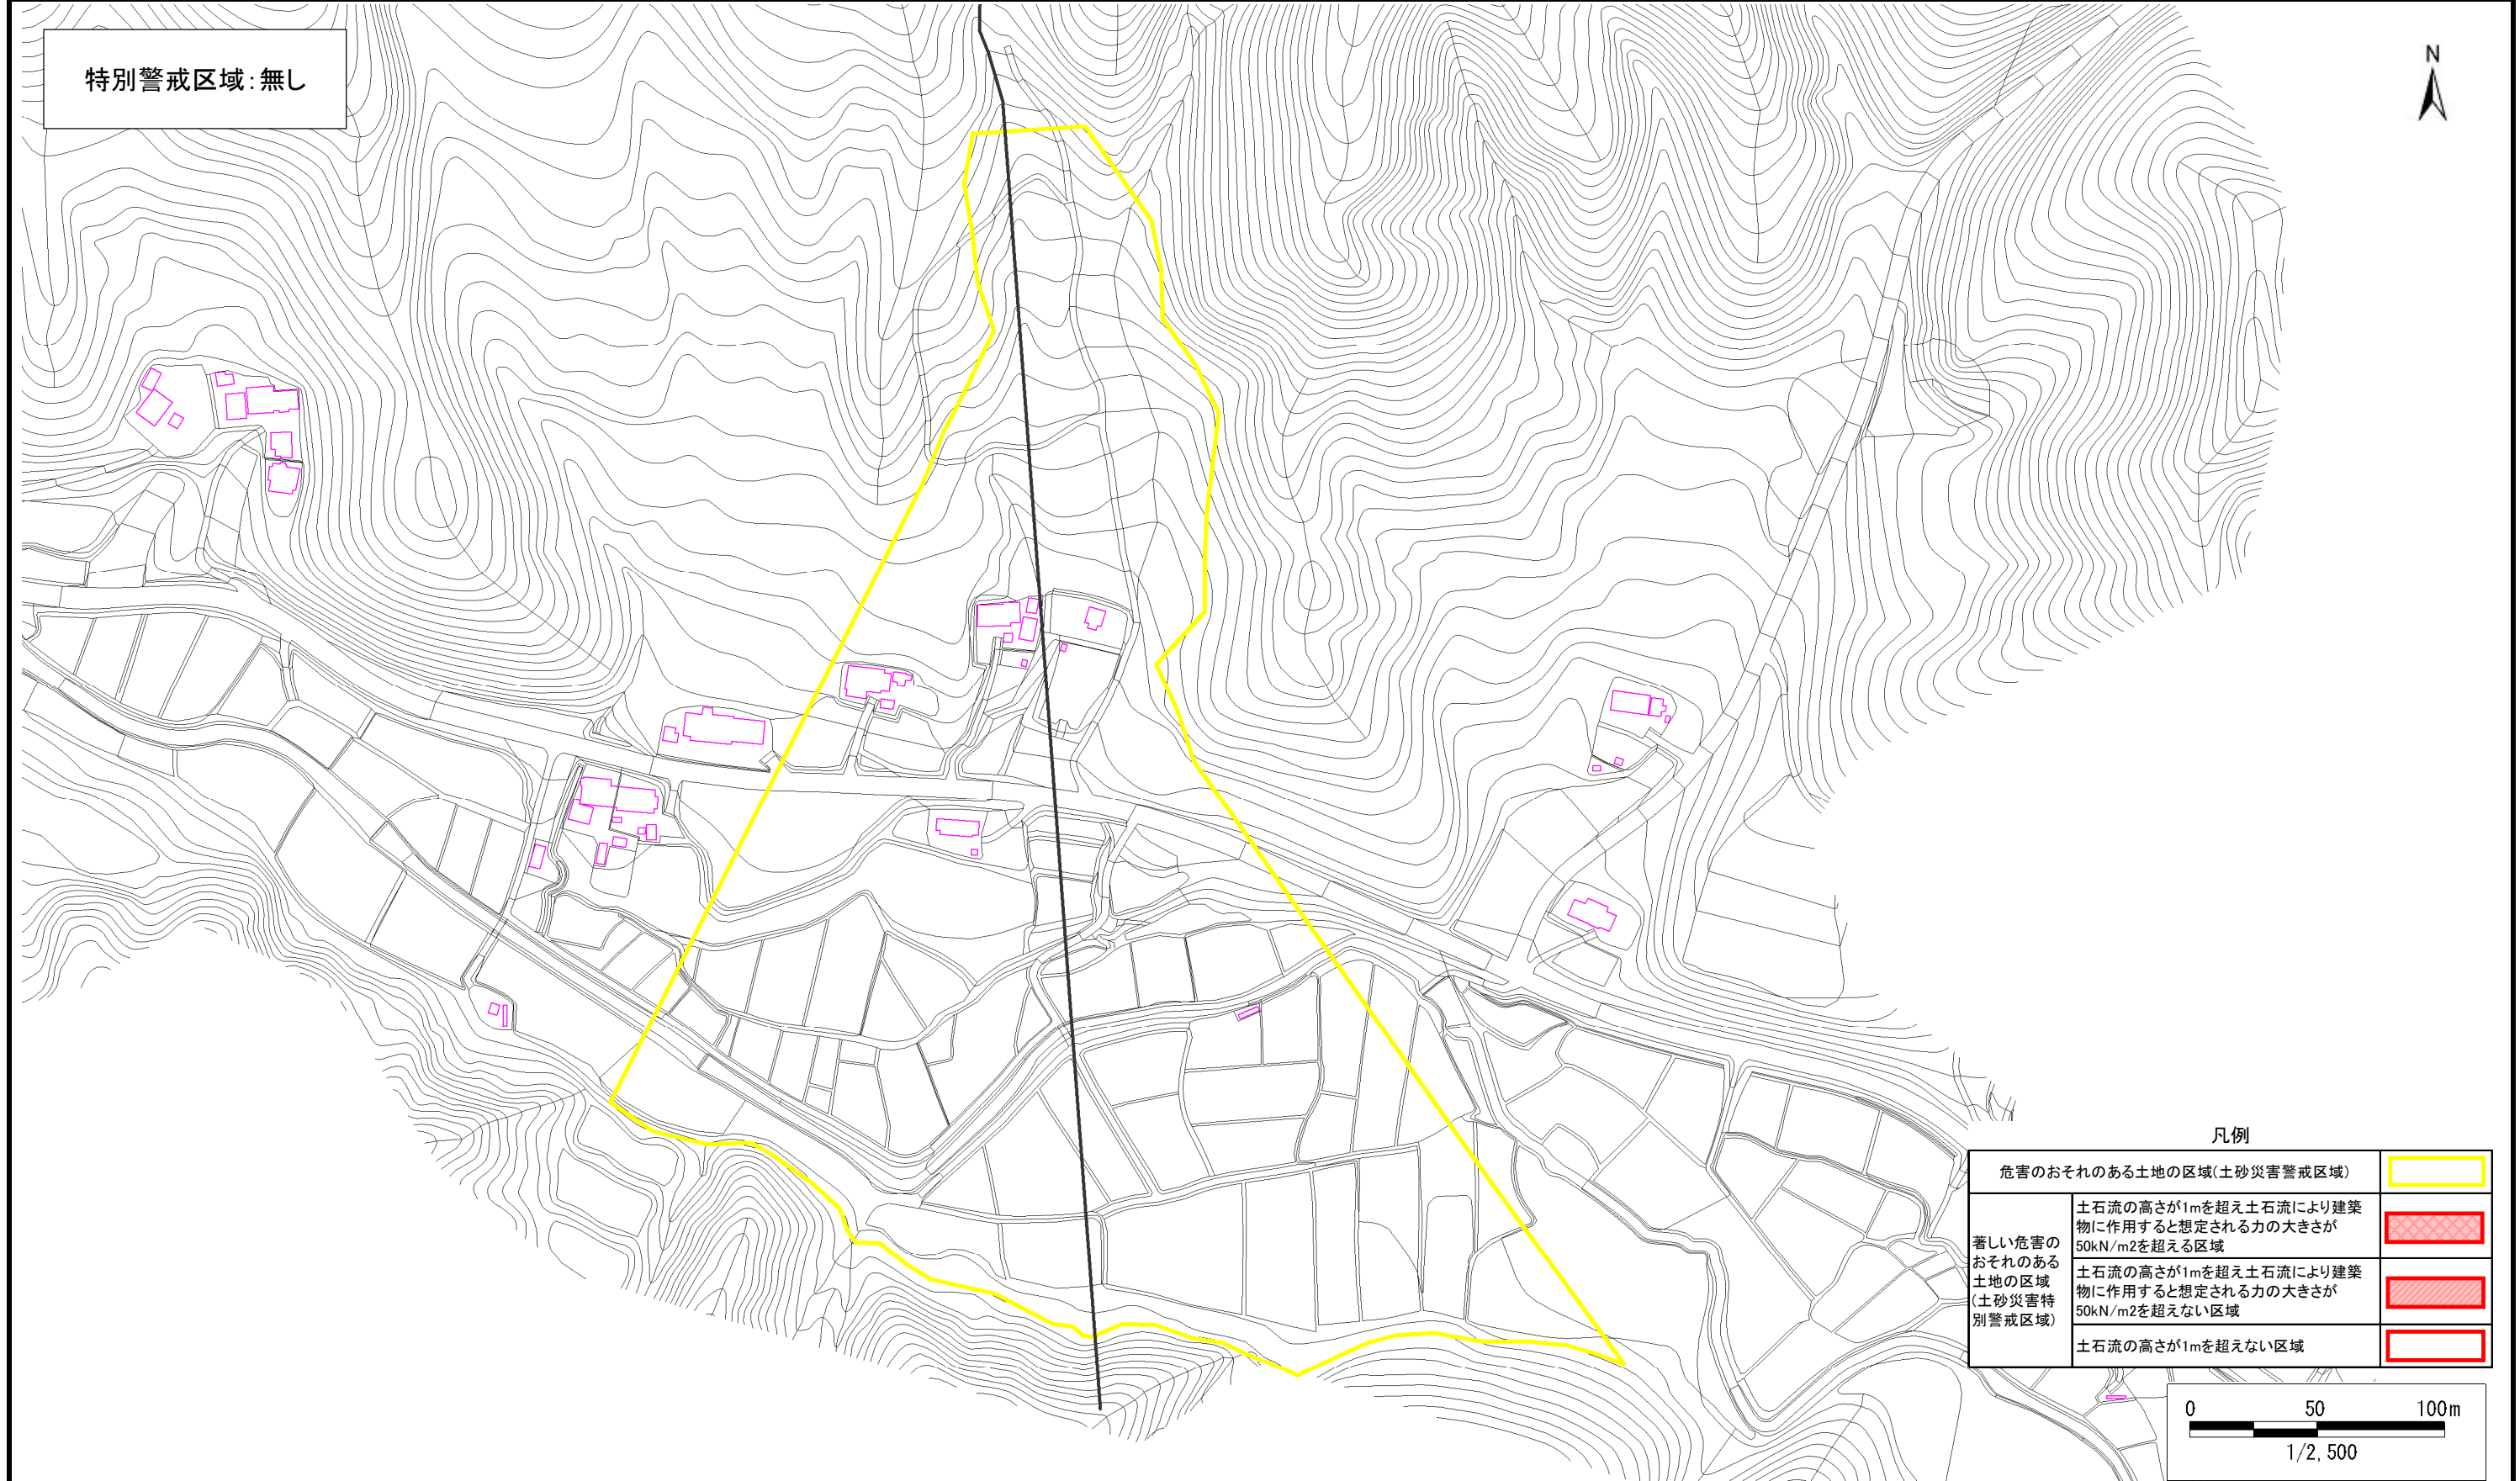 特別警戒区域:無し
N
凡例
危害のおそれのある土地の区域(土砂災害警戒区域)
著しい危害の
おそれのある
土地の区域
(土砂災害特
別警戒区域)
土石流の高さが1mを超え土石流により建築
物に作用すると想定される力の大きさが
50kN/m2を超える区域
土石流の高さが1mを超え土石流により建築
物に作用すると想定される力の大きさが
50kN/m2を超えない区域
土石流の高さが1mを超えない区域
0 50 100m
1/2,500